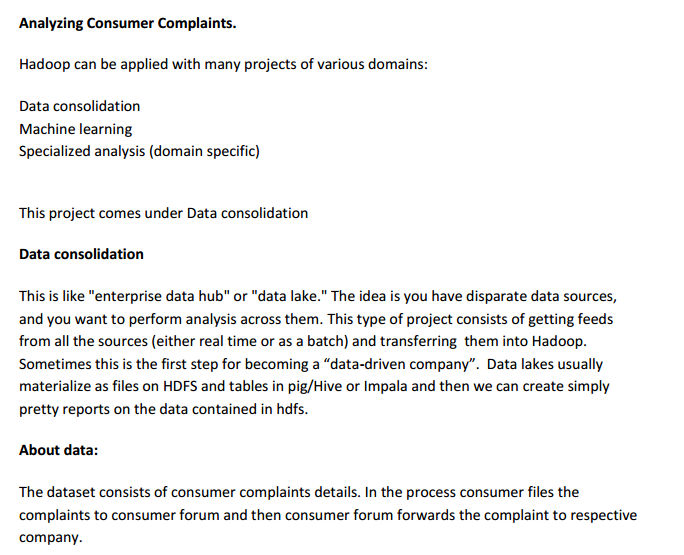 Analyzing Consumer Complaints.
Hadoop can be applied with many projects of various domains:
Data consolidation
Machine learning
Specialized analysis (domain specific)
This project comes under Data consolidation
Data consolidation
This is like "enterprise data hub" or "data lake." The idea is you have disparate data sources,
and you want to perform analysis across them. This type of project consists of getting feeds
from all the sources (either real time or as a batch) and transferring  them into Hadoop.
Sometimes this is the first step for becoming a “data-driven company”.  Data lakes usually
materialize as files on HDFS and tables in pig/Hive or Impala and then we can create simply
pretty reports on the data contained in hdfs.
About data:
The dataset consists of consumer complaints details. In the process consumer files the
complaints to consumer forum and then consumer forum forwards the complaint to respective
company.